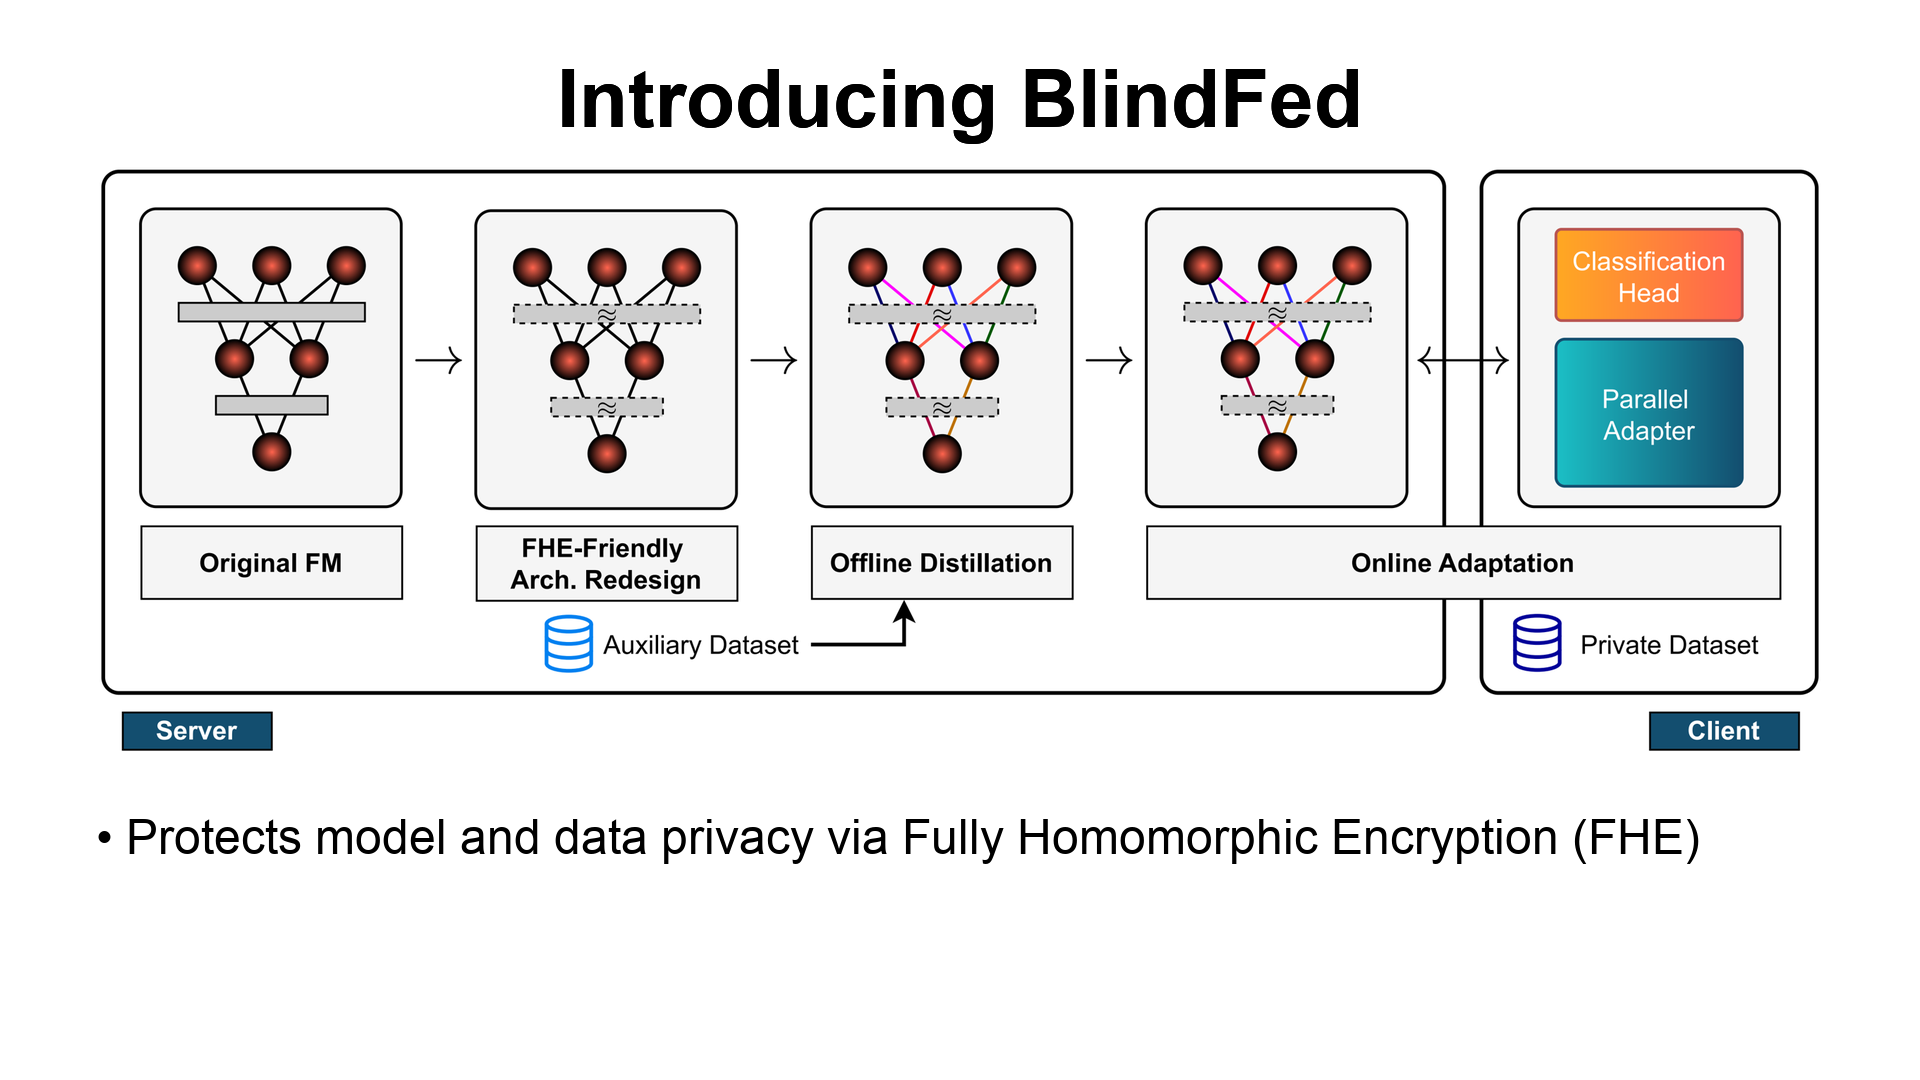 Introducing BlindFed
Classification
Head
Parallel
Adapter
≈
≈
≈
≈
≈
≈
Original FM
FHE-Friendly
Arch. Redesign
Offline Distillation
Online Adaptation
Auxiliary Dataset
Private Dataset
Server
Client
• Protects model and data privacy via Fully Homomorphic Encryption (FHE)